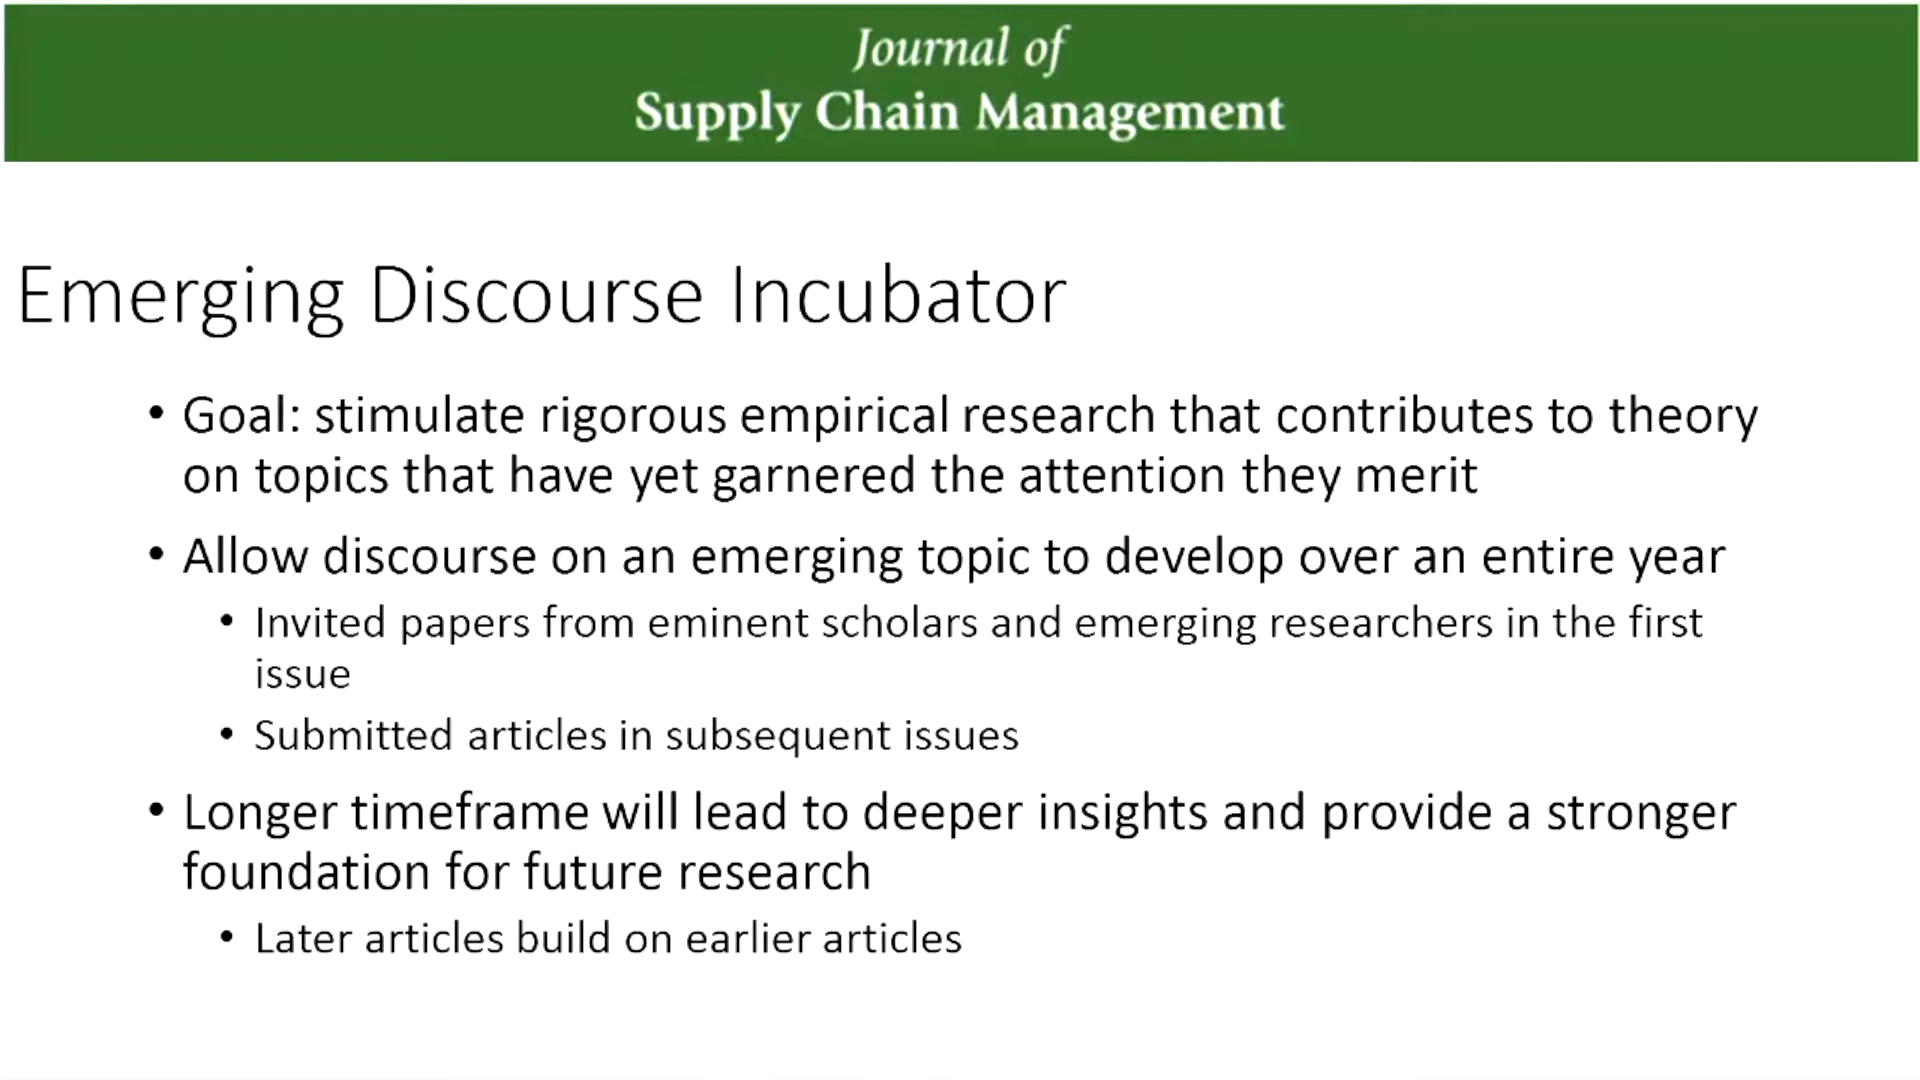 Journal of
Supply Chain Management
Emerging Discourse Incubator
• Goal: stimulate rigorous empirical research that contributes to theory
on topics that have yet garnered the attention they merit
• Allow discourse on an emerging topic to develop over an entire year
• Invited papers from eminent scholars and emerging researchers in the first
issue
• Submitted articles in subsequent issues
• Longer timeframe will lead to deeper insights and provide a stronger
foundation for future research
• Later articles build on earlier articles